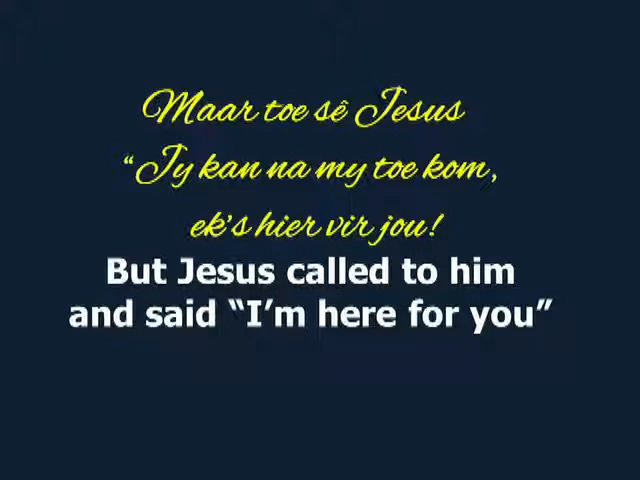 Maar toe sê Jesus
“Jy kan na my toe kom,
ek's hier vir jou!
But Jesus called to him
and said “I’m here for you”